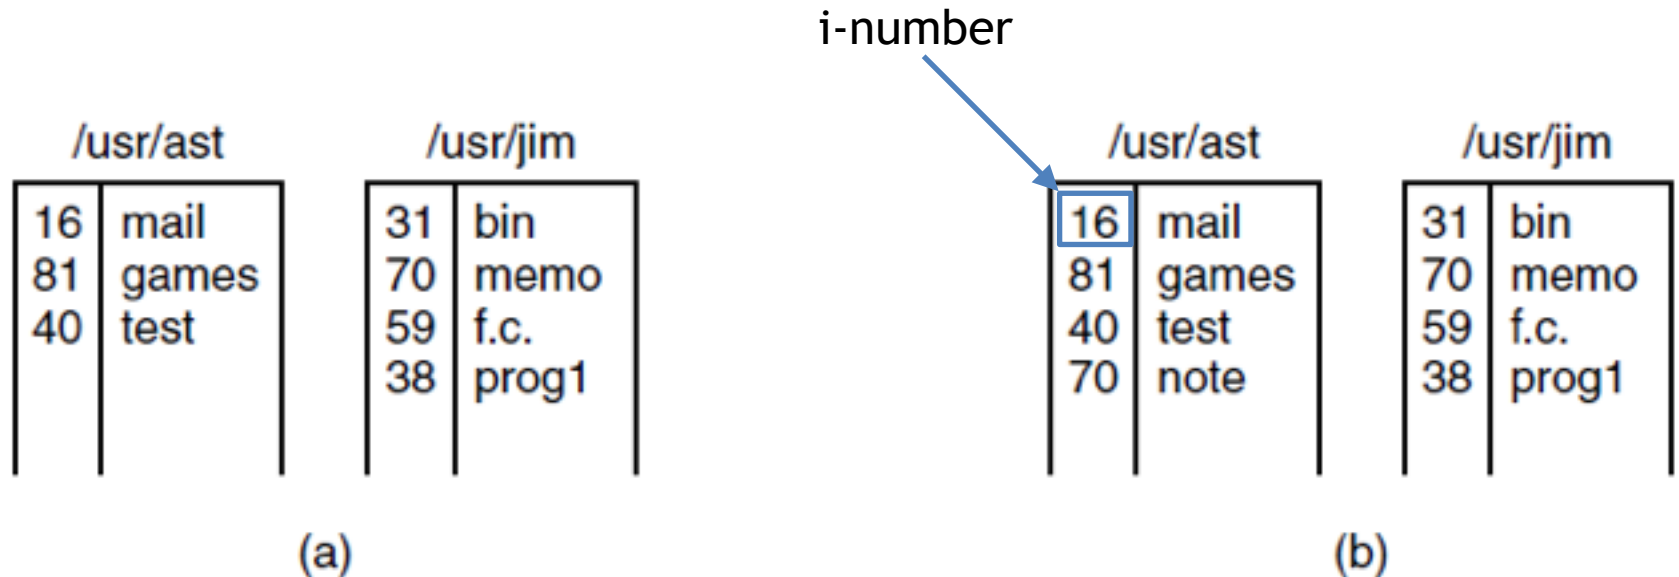 i-number
/usr/ast
16 mail
81 games
40 test
/usr/jim
31 bin
70 memo
59 f.c.
38 prog1
(a)
/usr/ast
16 mail
81 games
40 test
70 note
/usr/jim
31 bin
70 memo
59 f.c.
38 prog1
(b)